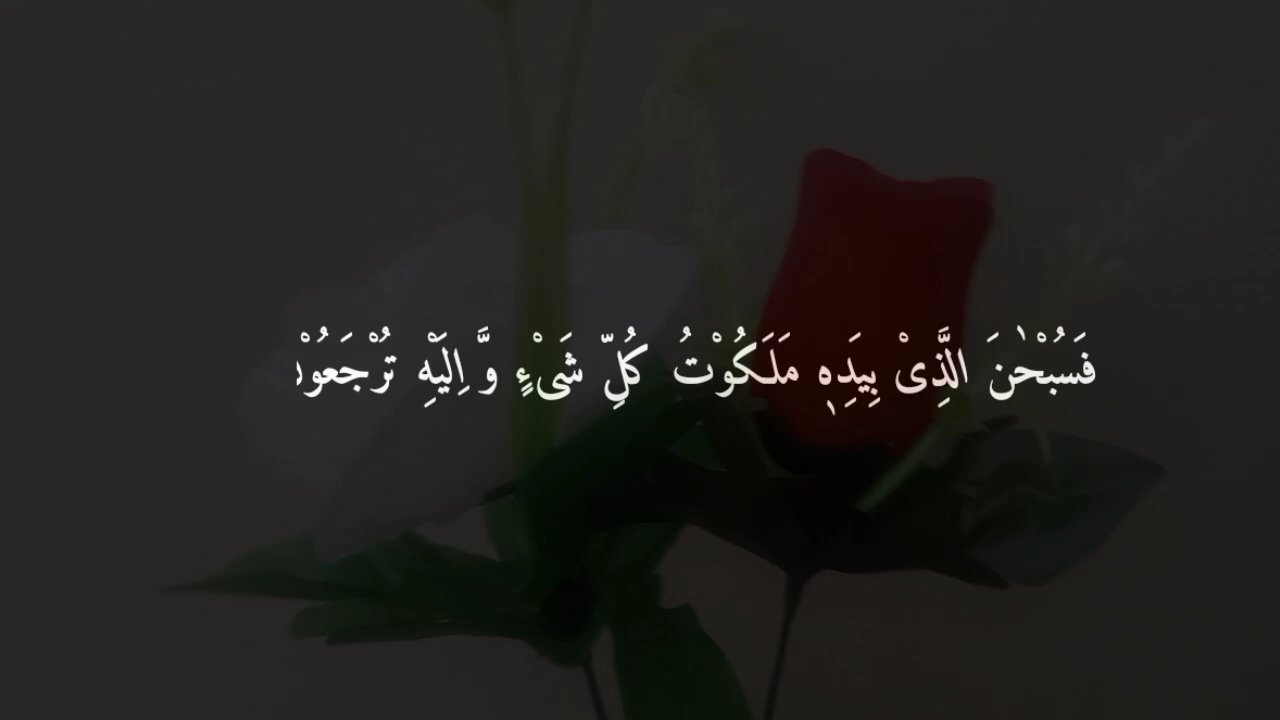 فَسُبْحٰنَ الَّذِیْ بِیَدِهٖ مَلَكُوْتُ كُلِّ شَیْءٍ وَّ اِلَیْهِ تُرْجَعُوْ